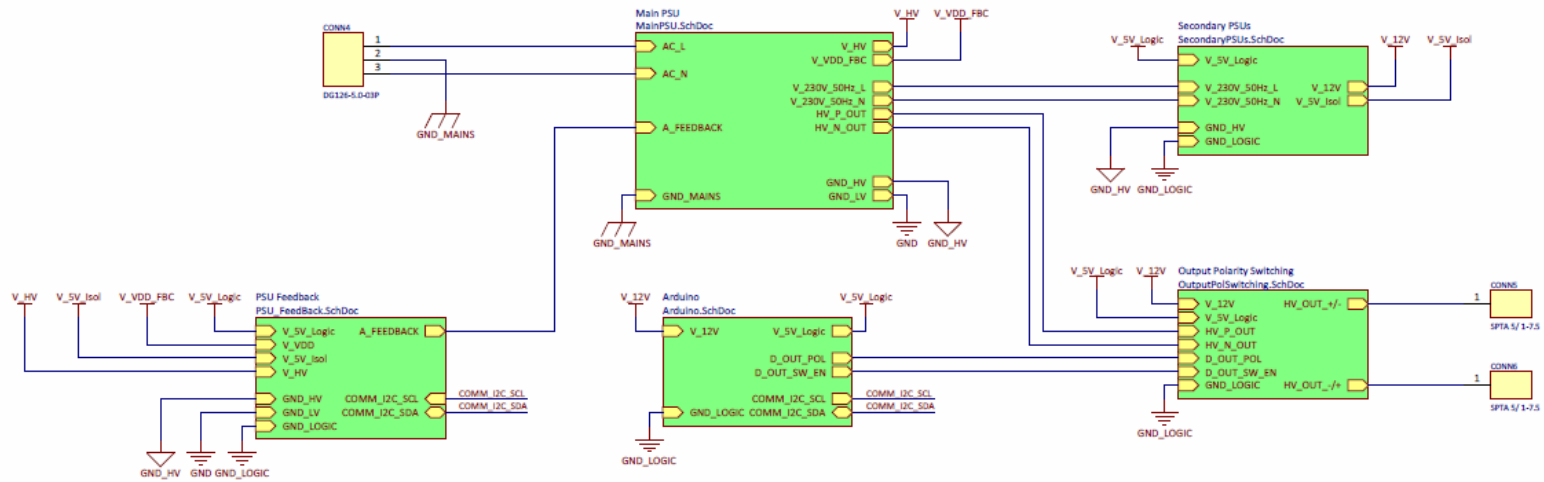 CONN4
1
2
3
DG126-5.0-03P
GND_MAINS
Main PSU
MainPSU.SchDoc
AC_L
AC_N
A_FEEDBACK
GND_MAINS
V_HV
V_VDD_FBC
V_230V_50Hz_L
V_230V_50Hz_N
HV_P_OUT
HV_N_OUT
GND_HV
GND_LV
V_HV
V_VDD_FBC
GND_MAINS
GND
GND_HV
Secondary PSUs
SecondaryPSUs.SchDoc
V_5V_Logic
V_12V
V_5V_Isol
V_5V_Logic
V_230V_50Hz_L
V_230V_50Hz_N
GND_HV
GND_LOGIC
V_12V
V_5V_Isol
GND_HV
GND_LOGIC
V_HV
V_5V_Isol
V_VDD_FBC
V_5V_Logic
PSU Feedback
PSU_FeedBack.SchDoc
V_5V_Logic
V_VDD
V_5V_Isol
V_HV
GND_HV
GND_LV
GND_LOGIC
A_FEEDBACK
COMM_I2C_SCL
COMM_I2C_SDA
COMM_I2C_SCL
COMM_I2C_SDA
GND_HV
GND
GND_LOGIC
V_12V
Arduino
Arduino.SchDoc
V_5V_Logic
V_12V
GND_LOGIC
V_5V_Logic
D_OUT_POL
D_OUT_SW_EN
COMM_I2C_SCL
COMM_I2C_SDA
COMM_I2C_SCL
COMM_I2C_SDA
GND_LOGIC
V_5V_Logic
V_12V
Output Polarity Switching
OutputPolSwitching.SchDoc
V_12V
V_5V_Logic
HV_P_OUT
HV_N_OUT
D_OUT_POL
D_OUT_SW_EN
GND_LOGIC
HV_OUT_+/-
HV_OUT_-/+
GND_LOGIC
CONN5
1
SPTA 5/ 1-7.5
CONN6
1
SPTA 5/ 1-7.5